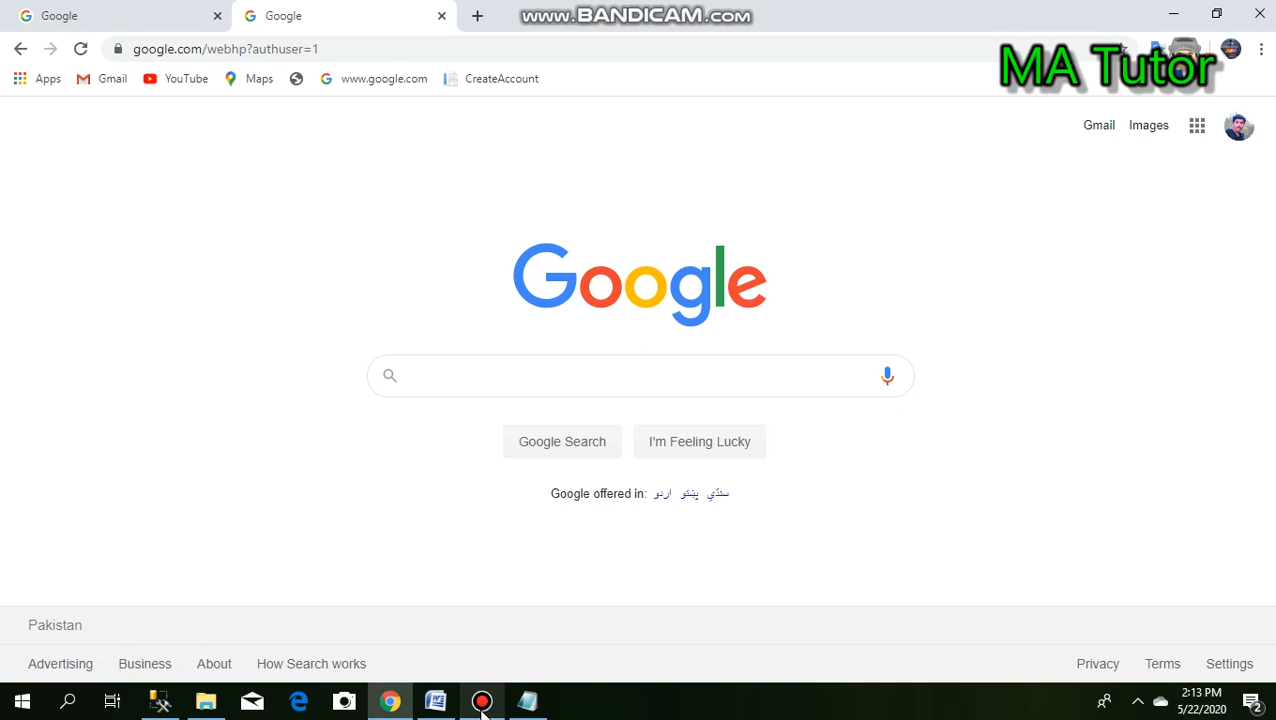 Google
Google
www.BANDICAM.com
google.com/webhp?authuser=1
MA Tutor
Apps
Gmail
YouTube
Maps
www.google.com
CreateAccount
Gmail
Images
Google
Google Search
I'm Feeling Lucky
Google offered in: اردو پښتو سنڌي
Pakistan
Advertising
Business
About
How Search works
Privacy
Terms
Settings
2:13 PM
5/22/2020
2